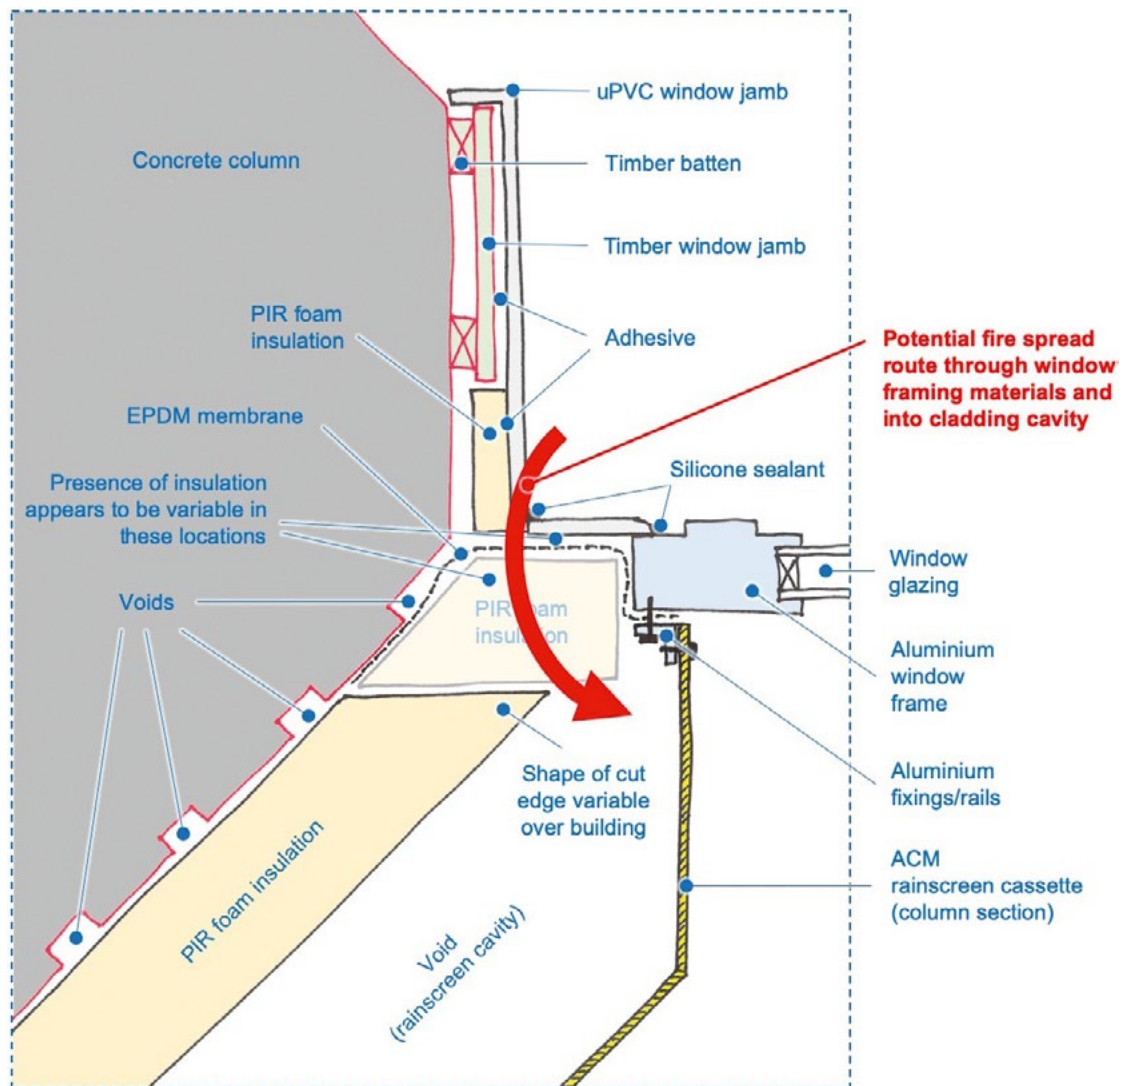 uPVC window jamb
Concrete column
Timber batten
Timber window jamb
PIR foam
insulation
Adhesive
Potential fire spread
route through window
framing materials and
into cladding cavity
EPDM membrane
Silicone sealant
Presence of insulation
appears to be variable in
these locations
Window
glazing
Voids
PIR foam
insulation
Aluminium
window
frame
Shape of cut
edge variable
over building
Aluminium
fixings/rails
PIR foam insulation
ACM
rainscreen cassette
(column section)
Void
(rainscreen cavity)